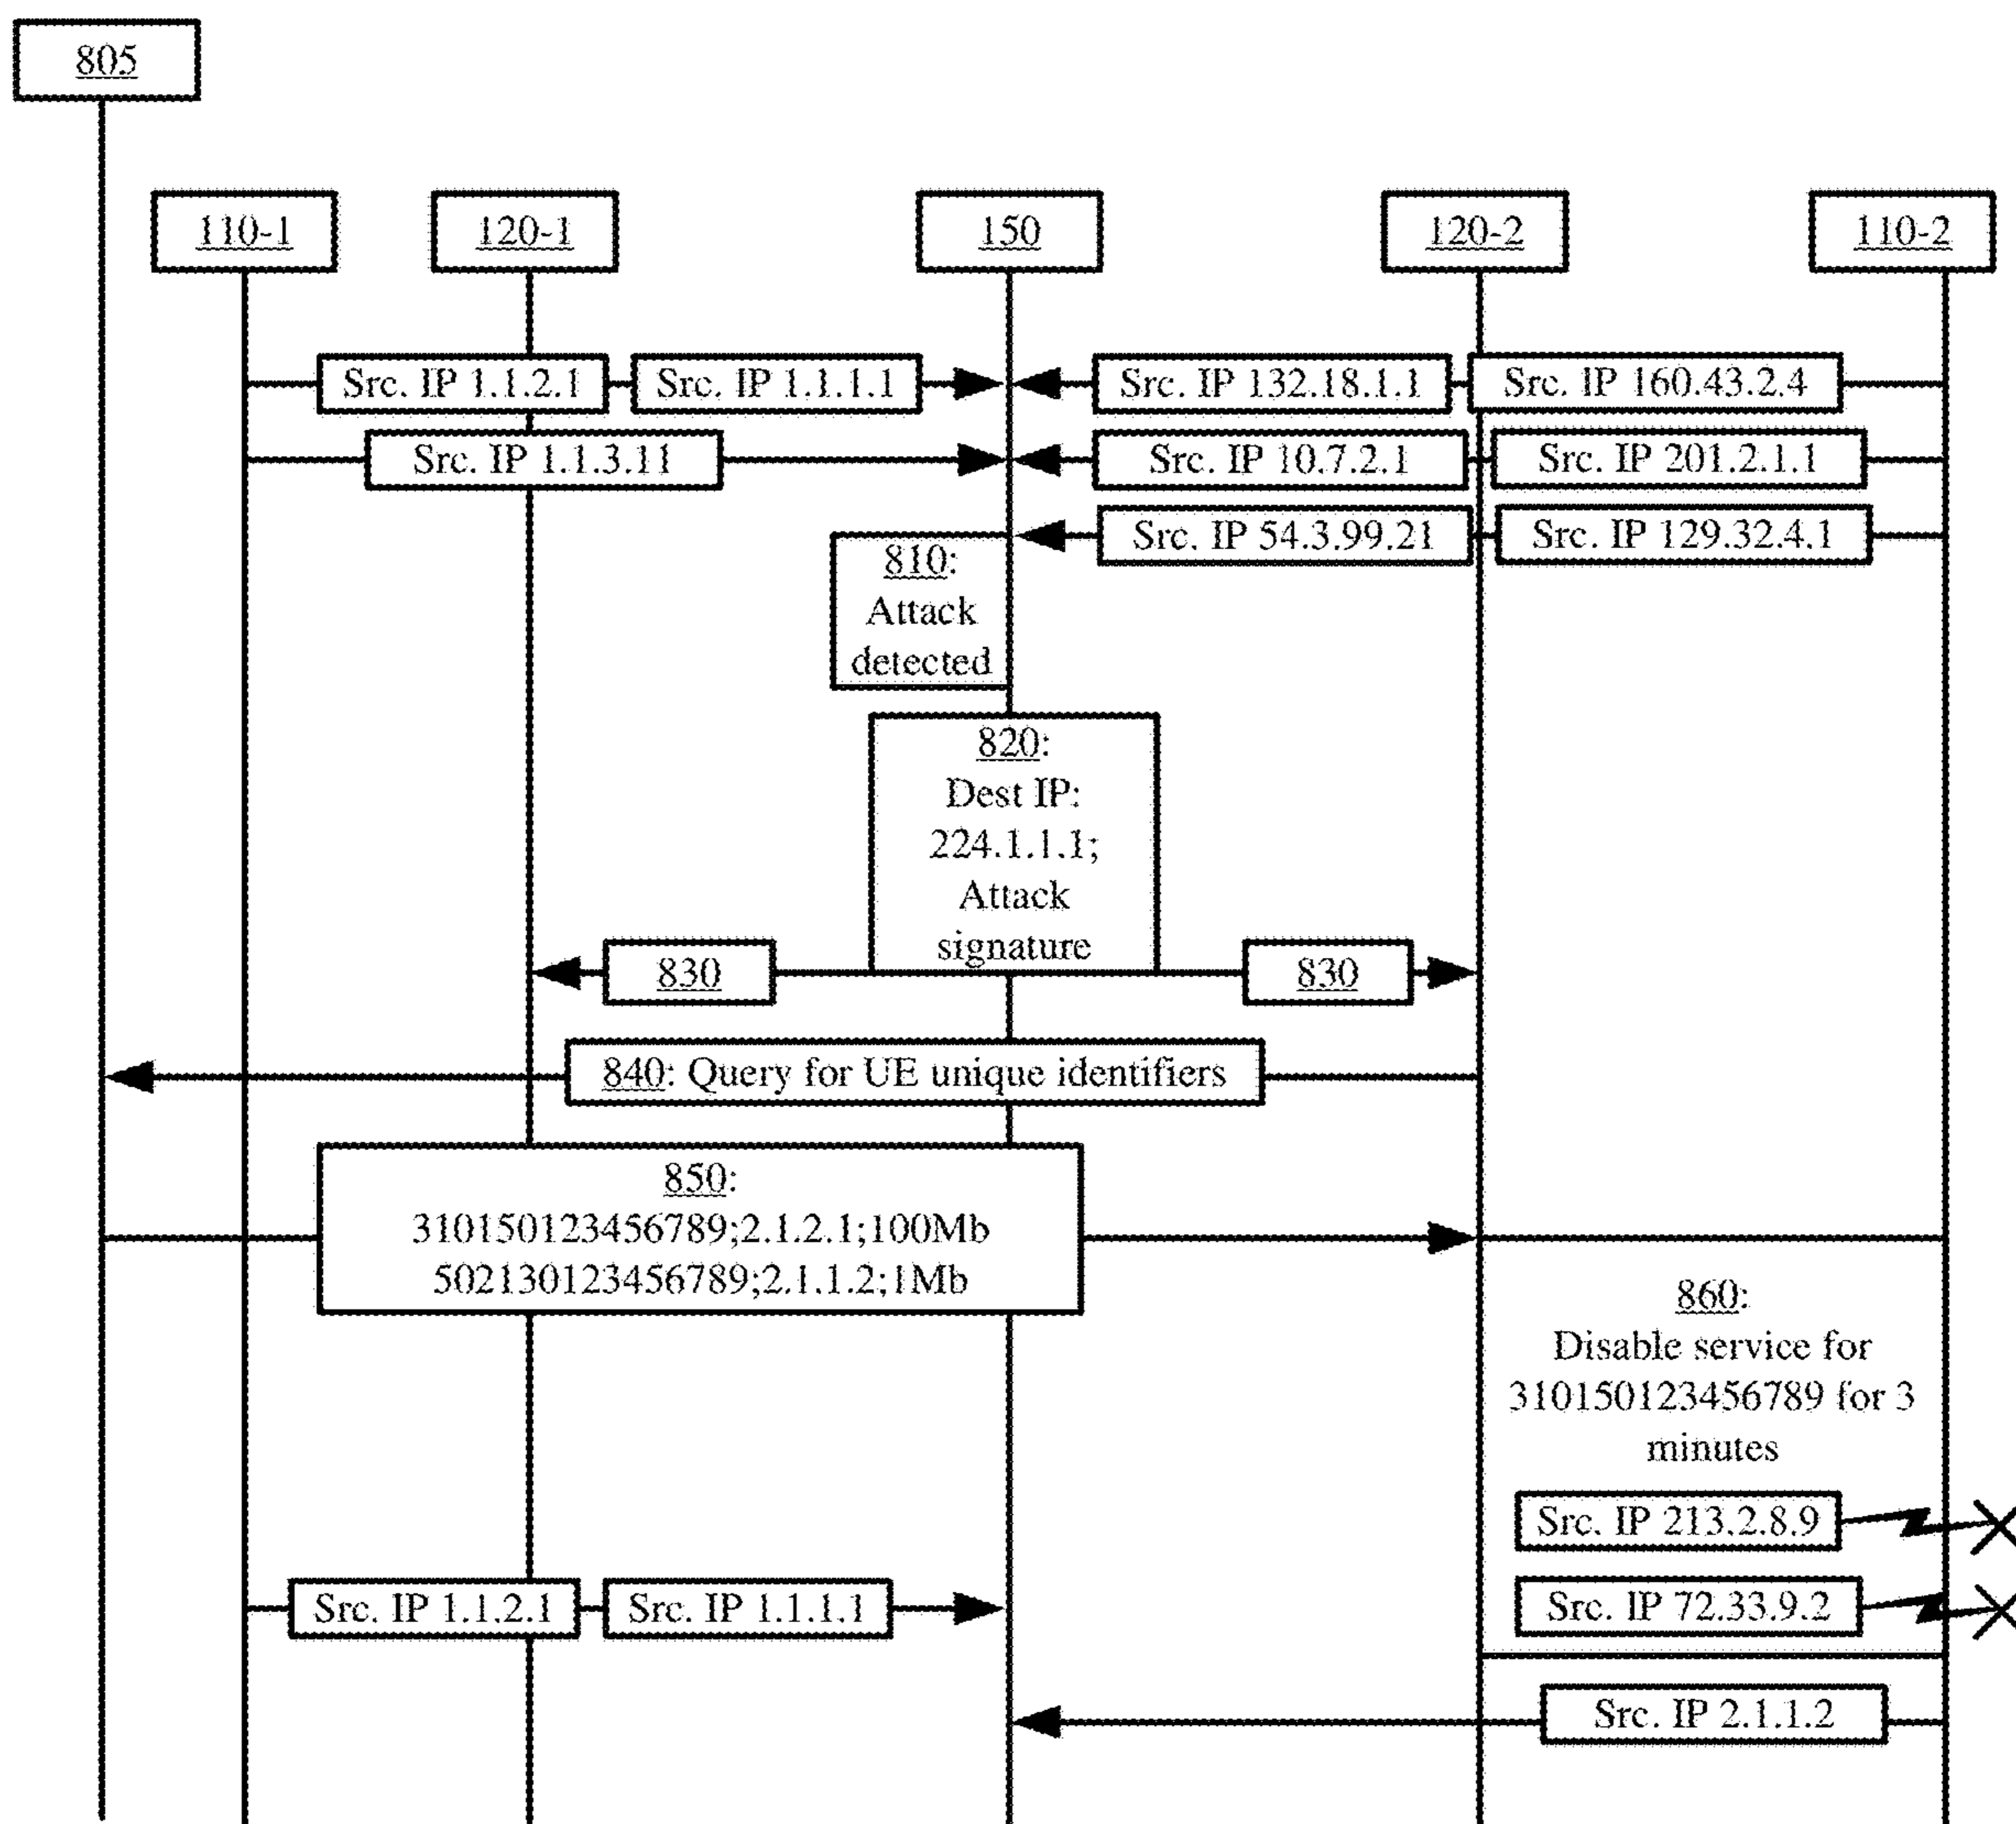 805
110-1
120-1
150
120-2
110-2
Src. IP 1.1.2.1
Src. IP 1.1.1.1
Src. IP 132.18.1.1
Src. IP 160.43.2.4
Src. IP 1.1.3.11
Src. IP 10.7.2.1
Src. IP 201.2.1.1
Src. IP 54.3.99.21
Src. IP 129.32.4.1
810:
Attack
detected
820:
Dest IP:
224.1.1.1;
Attack
signature
830
830
840: Query for UE unique identifiers
850:
310150123456789;2.1.2.1;100Mb
502130123456789;2.1.1.2;1Mb
860:
Disable service for
310150123456789 for 3
minutes
Src. IP 213.2.8.9
Src. IP 1.1.2.1
Src. IP 1.1.1.1
Src. IP 72.33.9.2
Src. IP 2.1.1.2